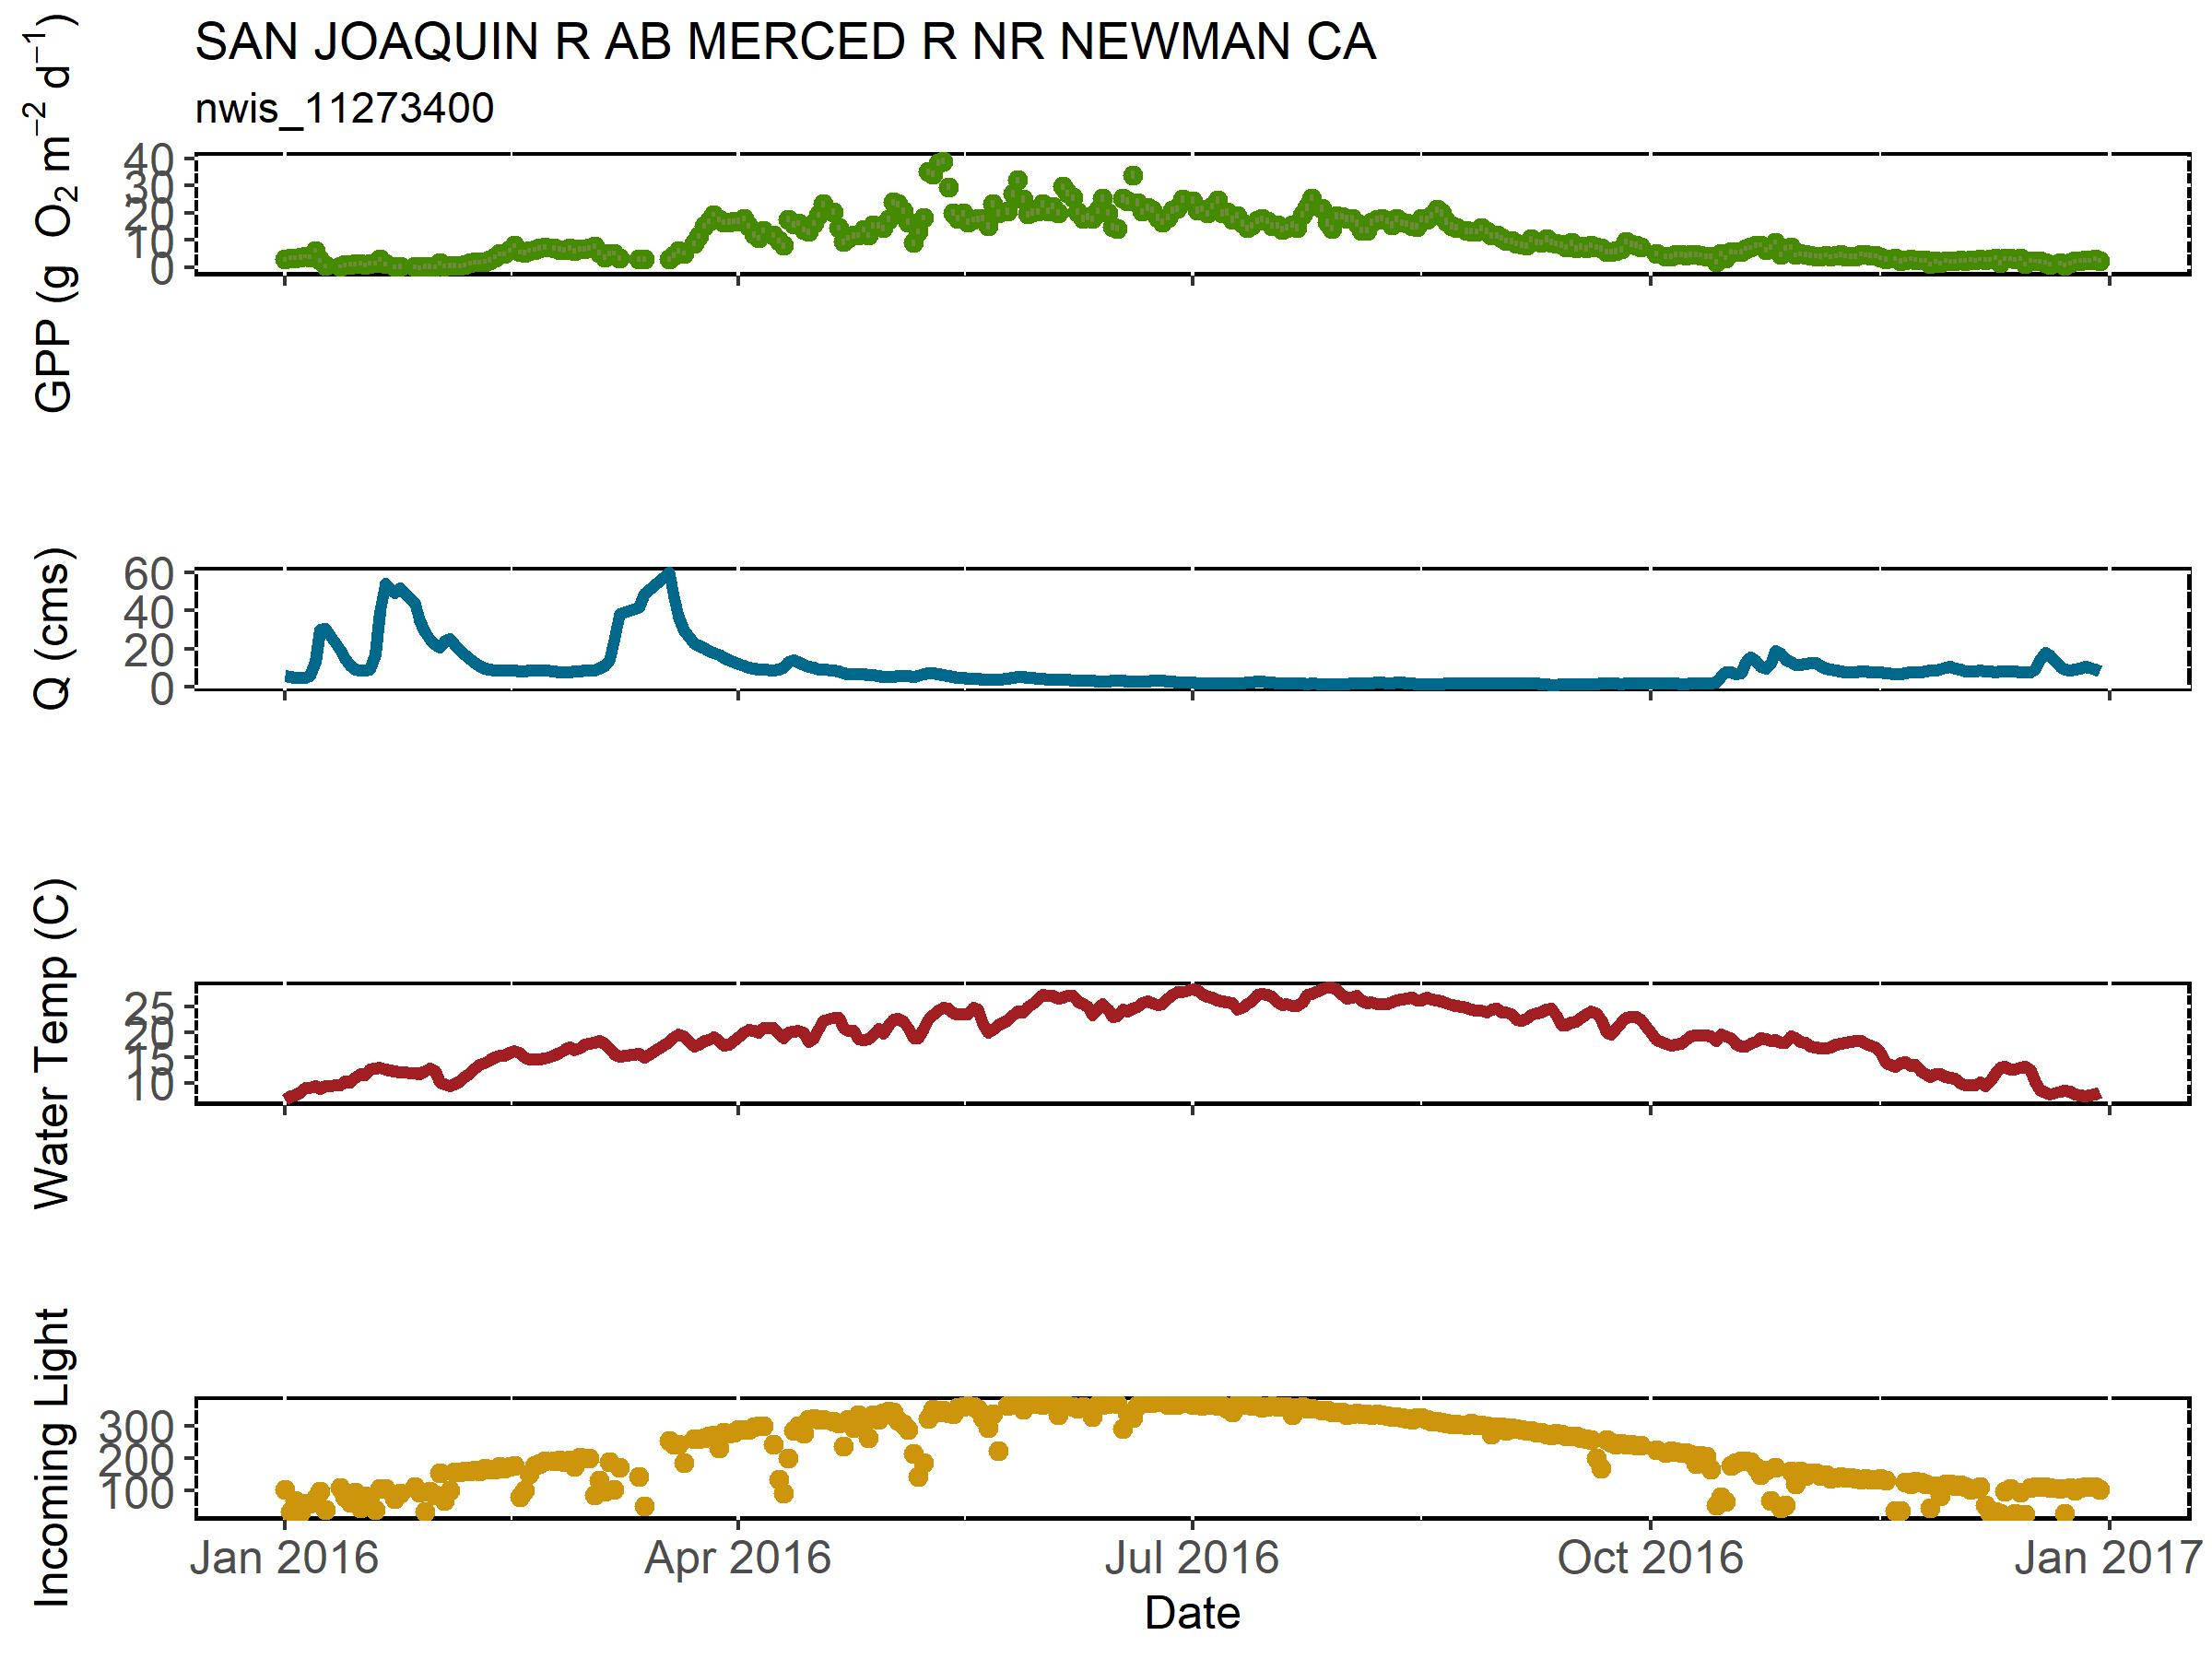 SAN JOAQUIN R AB MERCED R NR NEWMAN CA
nwis_11273400
GPP (g O₂ m⁻² d⁻¹)
40
30
20
10
0
Q (cms)
60
40
20
0
Water Temp (C)
25
20
15
10
Incoming Light
300
200
100
Jan 2016 Apr 2016 Jul 2016 Oct 2016 Jan 2017
Date